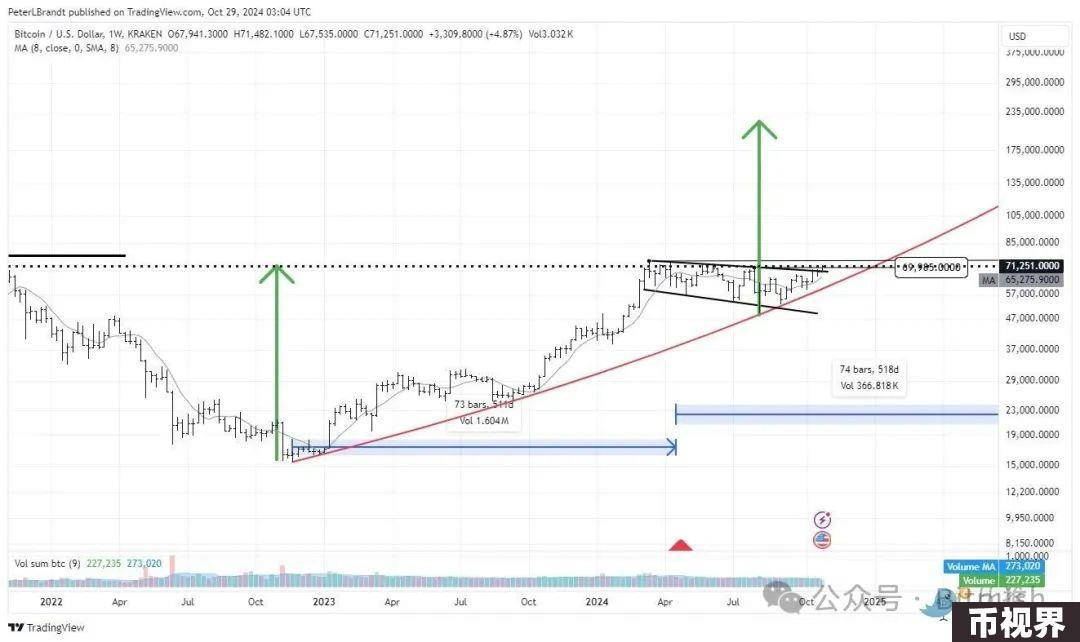 PeterLBrandt published on TradingView.com, Oct 29, 2024 03:04 UTC
Bitcoin / U.S. Dollar, 1W, KRAKEN O67,941.3000 H71,482.1000 L67,535.0000 C71,251.0000 +3,309.8000 (+4.87%) Vol3.032K
MA (8, close, 0, SMA, 8) 65,275.9000
USD
375,000.0000
295,000.0000
235,000.0000
175,000.0000
135,000.0000
105,000.0000
85,000.0000
69,985.0000
71,251.0000
MA 65,275.9000
57,000.0000
47,000.0000
37,000.0000
74 bars, 518d
Vol 366.818K
29,000.0000
73 bars, 511d
Vol 1.604M
23,000.0000
19,000.0000
15,000.0000
12,200.0000
9,950.0000
8,150.0000
1,000.000
Vol sum btc (9) 227,235 273,020
Volume MA 273,020
Volume 227,235
2022 Apr Jul Oct 2023 Apr Jul Oct 2024 Apr Jul Oct 2025
公众号 ·
TradingView
币视界